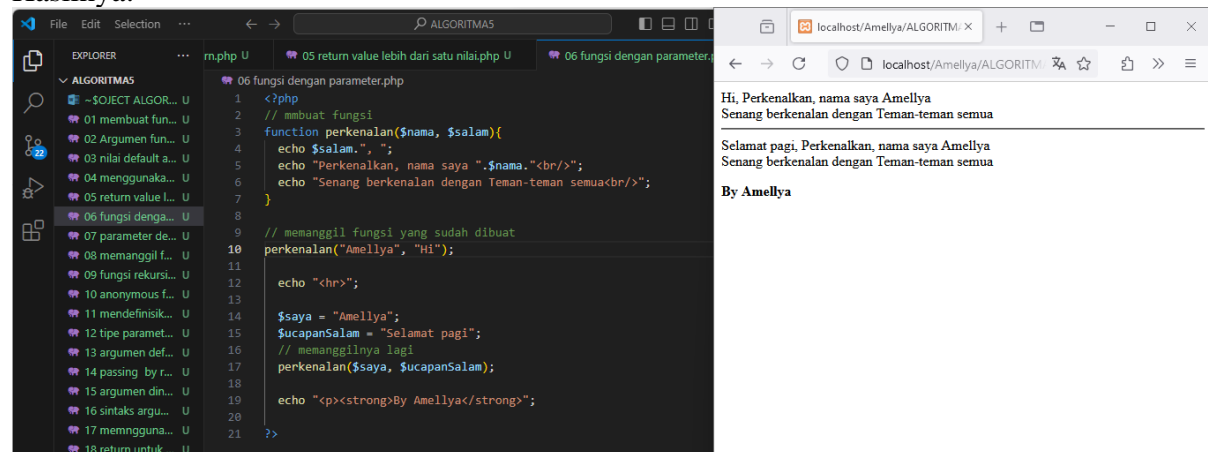 File Edit Selection ··· ALGORITMA5
EXPLORER ···
ALGORITMA5
~$OJECT ALGOR... U
01 membuat fun... U
02 Argumen fun... U
03 nilai default a... U
04 menggunaka... U
05 return value l... U
06 fungsi denga... U
07 parameter de... U
08 memanggil f... U
09 fungsi rekursi... U
10 anonymous f... U
11 mendefinisik... U
12 tipe paramet... U
13 argumen def... U
14 passing by r... U
15 argumen din... U
16 sintaks argu... U
17 memngguna... U
18 return untuk ... U
22
rn.php U 05 return value lebih dari satu nilai.php U 06 fungsi dengan parameter.p
06 fungsi dengan parameter.php
1 <?php
2 // mmbuat fungsi
3 function perkenalan($nama, $salam){
4 echo $salam.", ";
5 echo "Perkenalkan, nama saya ".$nama."<br/>";
6 echo "Senang berkenalan dengan Teman-teman semua<br/>";
7 }
8
9 // memanggil fungsi yang sudah dibuat
10 perkenalan("Amellya", "Hi");
11
12 echo "<hr>";
13
14 $saya = "Amellya";
15 $ucapanSalam = "Selamat pagi";
16 // memanggilnya lagi
17 perkenalan($saya, $ucapanSalam);
18
19 echo "<p><strong>By Amellya</strong>";
20
21 ?>
localhost/Amellya/ALGORITMA
localhost/Amellya/ALGORITM
Hi, Perkenalkan, nama saya Amellya
Senang berkenalan dengan Teman-teman semua
Selamat pagi, Perkenalkan, nama saya Amellya
Senang berkenalan dengan Teman-teman semua
By Amellya